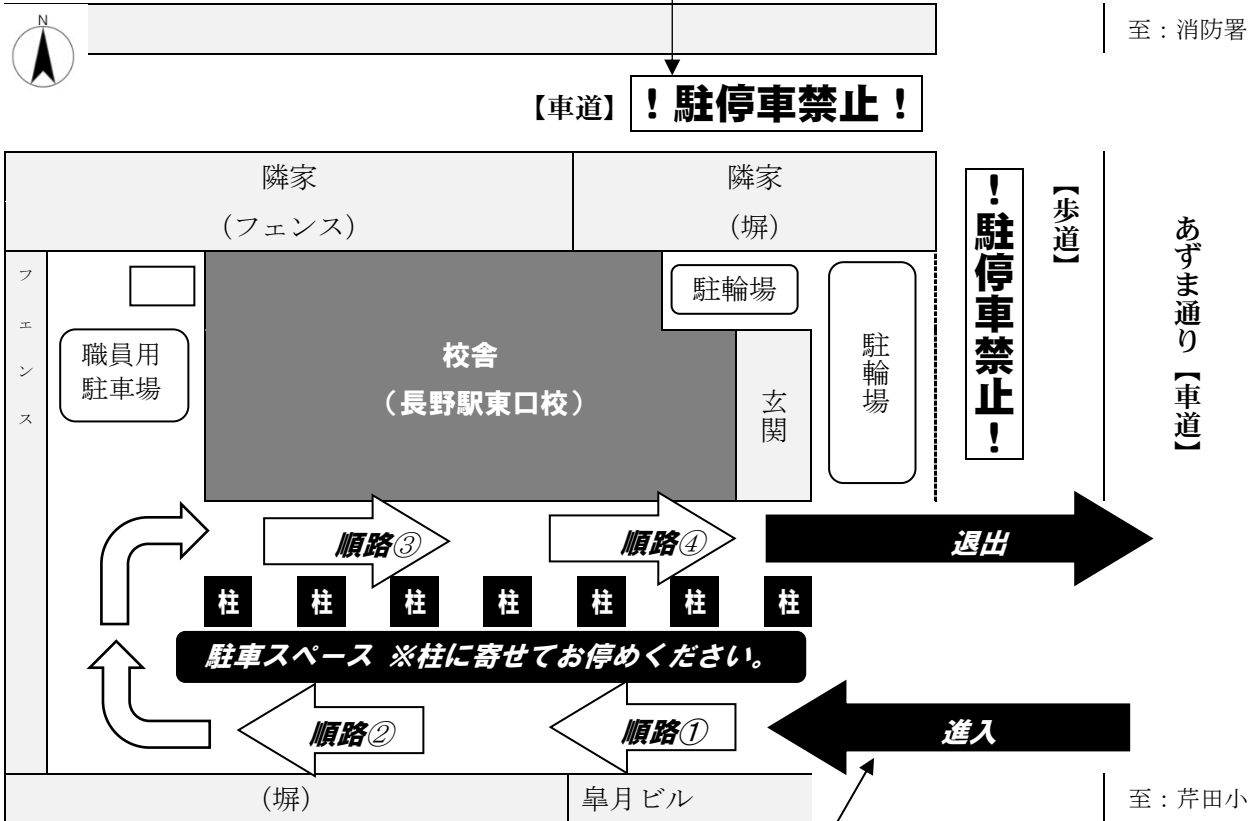 N
至：消防署
【車道】
！駐停車禁止！
隣家
（フェンス）
隣家
（塀）
！駐停車禁止！
【歩道】
あずま通り【車道】
フェンス
職員用
駐車場
校舎
（長野駅東口校）
駐輪場
玄関
駐輪場
順路③
順路④
退出
柱 柱 柱 柱 柱 柱 柱
駐車スペース ※柱に寄せてお停めください。
順路②
順路①
進入
（塀）
皐月ビル
至：芹田小